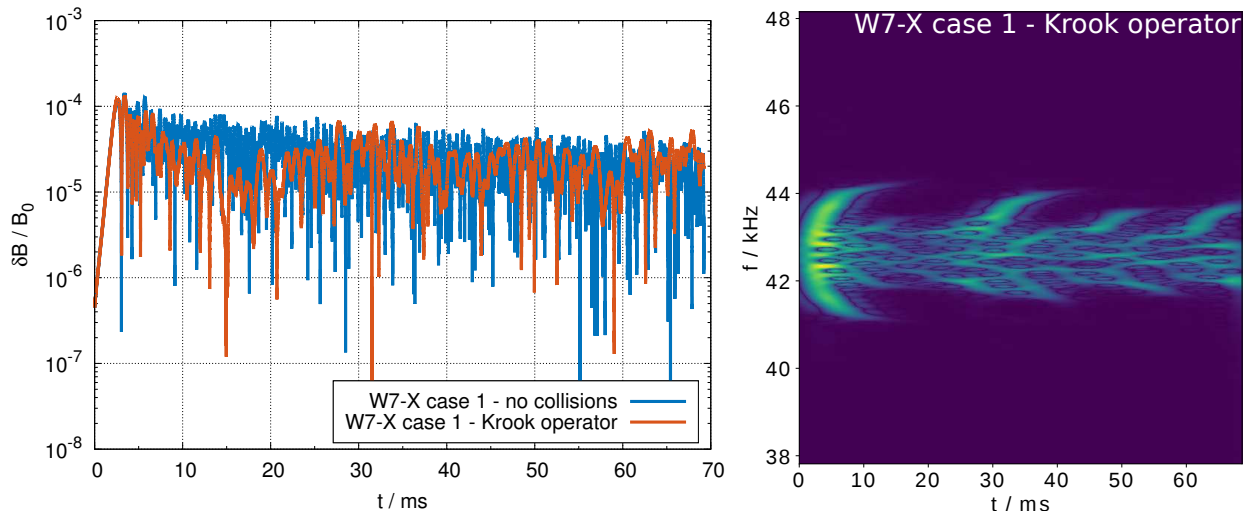 10⁻³
10⁻⁴
10⁻⁵
10⁻⁶
10⁻⁷
10⁻⁸
δB / B₀
W7-X case 1 - no collisions
W7-X case 1 - Krook operator
0 10 20 30 40 50 60 70
t / ms
W7-X case 1 - Krook operator
48
46
44
42
40
38
f / kHz
0 10 20 30 40 50 60
t / ms